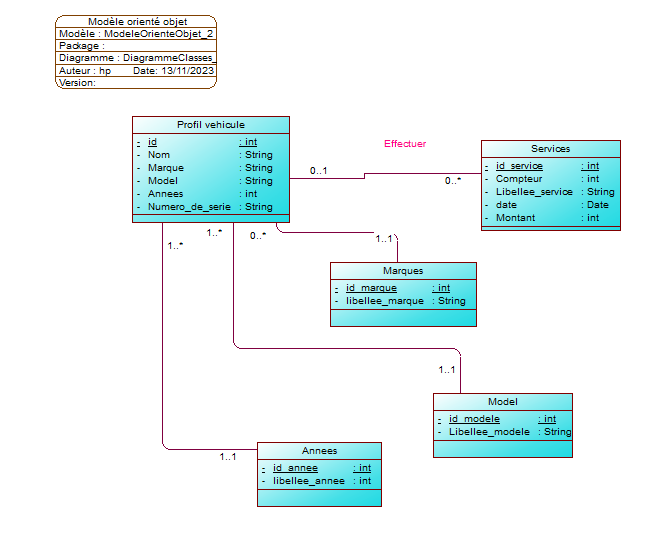 Modèle orienté objet
Modèle : ModeleOrienteObjet_2
Package :
Diagramme : DiagrammeClasses_
Auteur : hp Date: 13/11/2023
Version:
Profil vehicule
- id : int
- Nom : String
- Marque : String
- Model : String
- Annees : int
- Numero_de_serie : String
Effectuer
0..1
0..*
Services
- id_service : int
- Compteur : int
- Libellee_service : String
- date : Date
- Montant : int
1..*
1..*
0..*
1..1
Marques
- id_marque : int
- libellee_marque : String
1..1
Model
- id_modele : int
- Libellee_modele : String
1..1
Annees
- id_annee : int
- libellee_annee : int